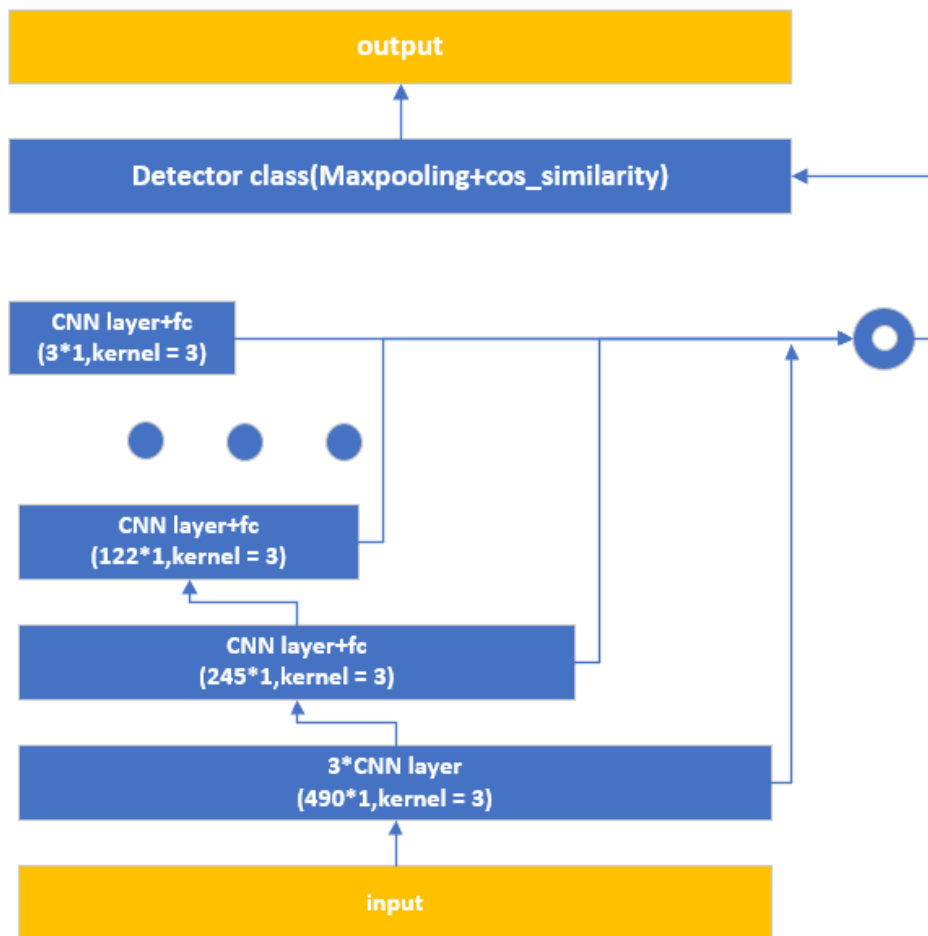 output
Detector class(Maxpooling+cos_similarity)
CNN layer+fc
(3*1,kernel = 3)
CNN layer+fc
(122*1,kernel = 3)
CNN layer+fc
(245*1,kernel = 3)
3*CNN layer
(490*1,kernel = 3)
input